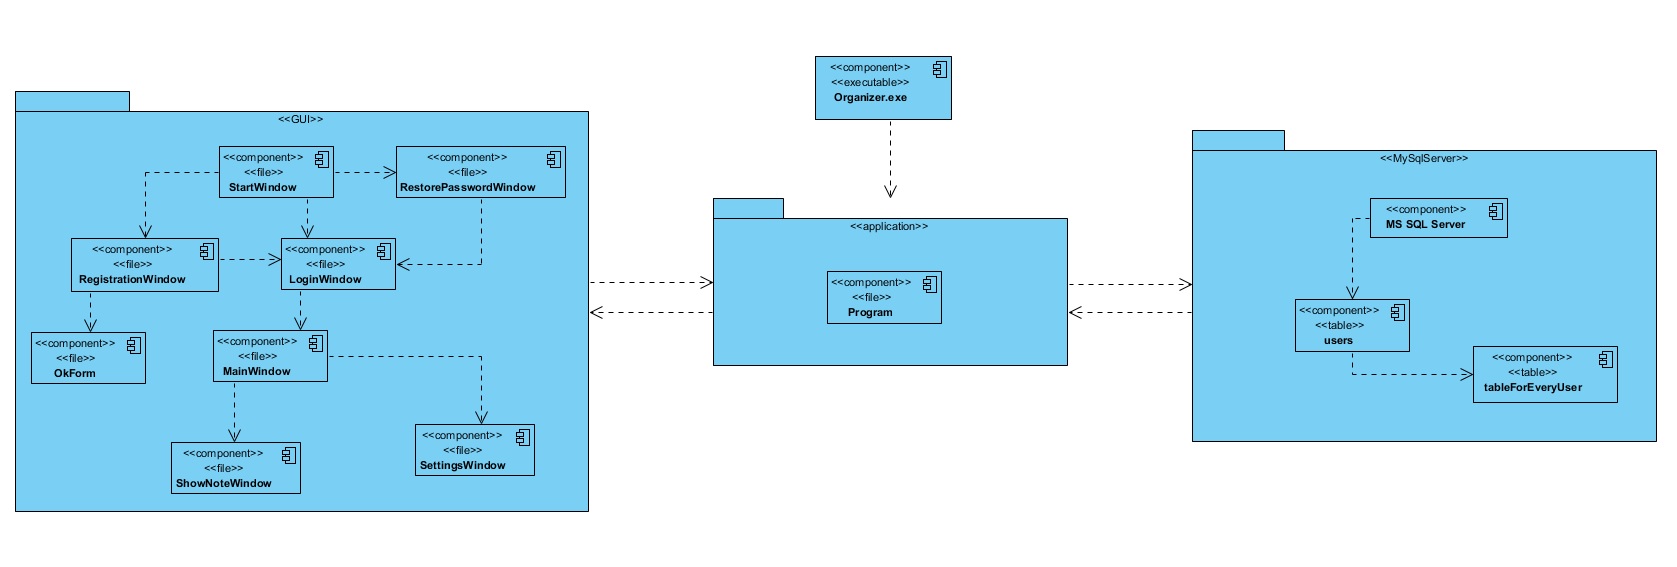 <<component>>
<<executable>>
Organizer.exe
<<GUI>>
<<component>>
<<file>>
StartWindow
<<component>>
<<file>>
RestorePasswordWindow
<<component>>
<<file>>
RegistrationWindow
<<component>>
<<file>>
LoginWindow
<<component>>
<<file>>
OkForm
<<component>>
<<file>>
MainWindow
<<component>>
<<file>>
ShowNoteWindow
<<component>>
<<file>>
SettingsWindow
<<application>>
<<component>>
<<file>>
Program
<<MySqlServer>>
<<component>>
MS SQL Server
<<component>>
<<table>>
users
<<component>>
<<table>>
tableForEveryUser